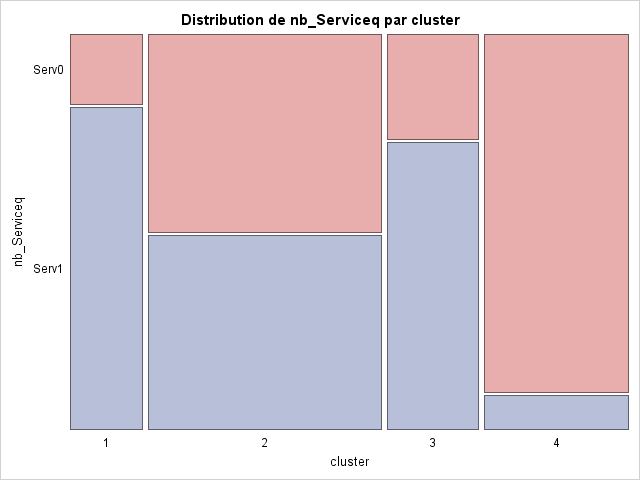 Distribution de nb_Serviceq par cluster
Serv0
Serv1
nb_Serviceq
1 2 3 4
cluster